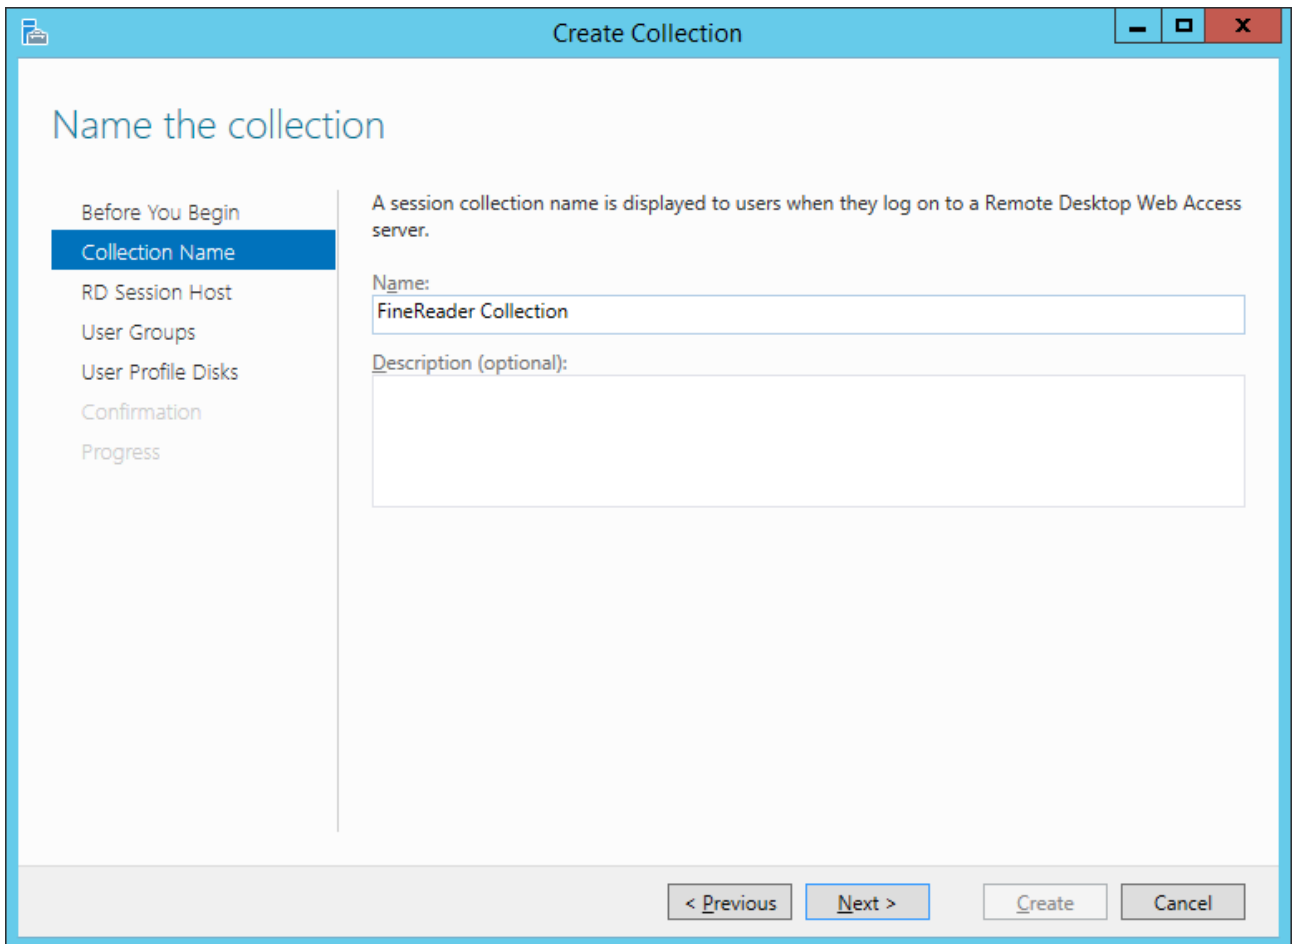 Create Collection
X
Name the collection
Before You Begin
Collection Name
RD Session Host
User Groups
User Profile Disks
Confirmation
Progress
A session collection name is displayed to users when they log on to a Remote Desktop Web Access
server.
Name:
FineReader Collection
Description (optional):
< Previous
Next >
Create
Cancel